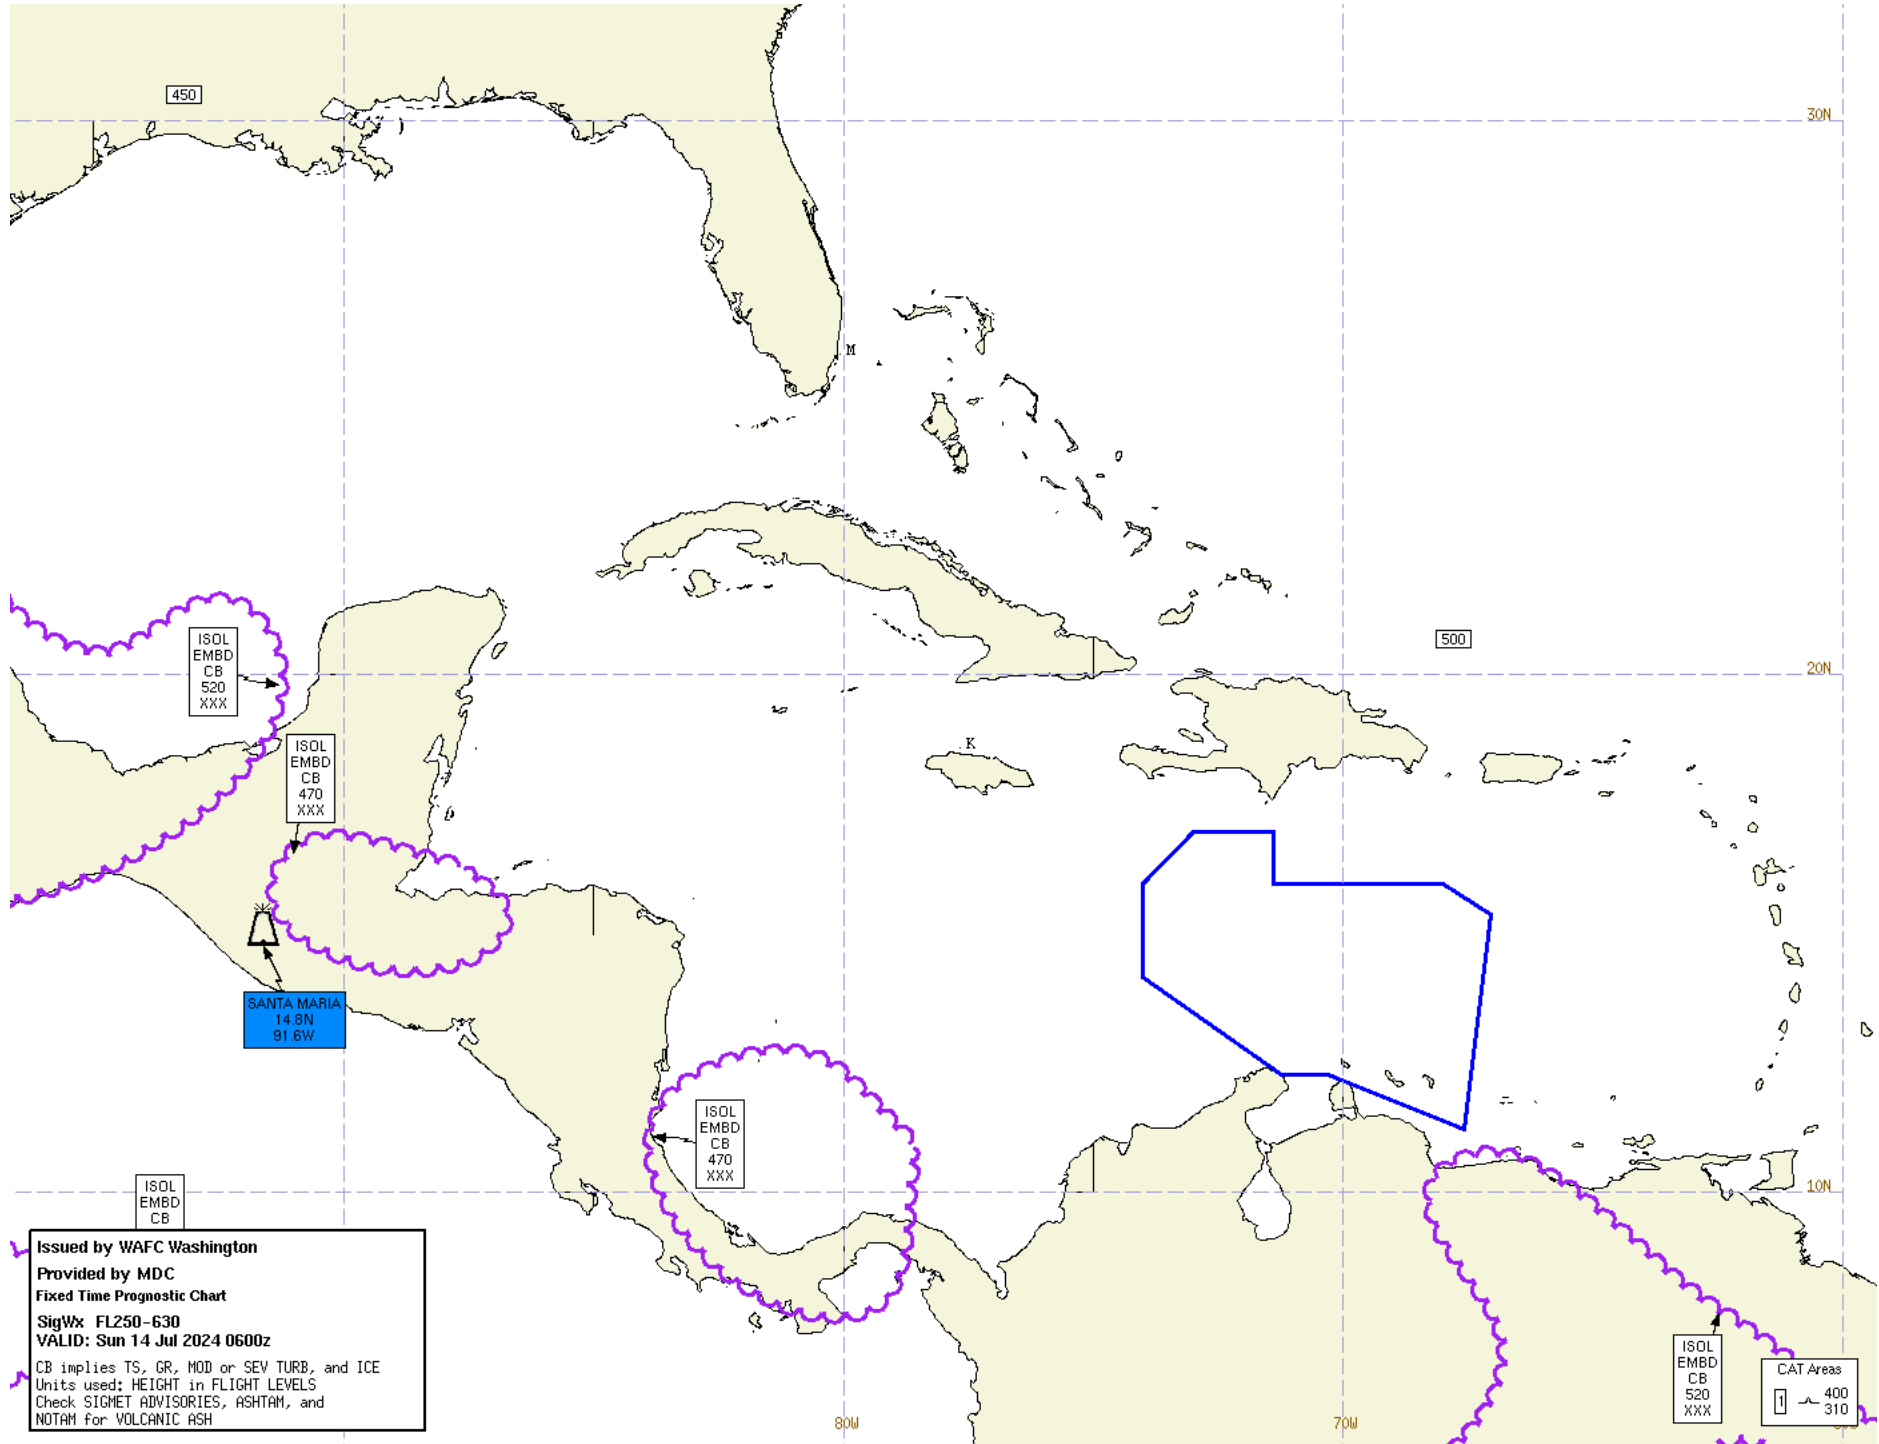 450
30N
M
ISOL
EMBD
CB
520
XXX
500
20N
ISOL
EMBD
CB
470
XXX
K
SANTA MARIA
14.8N
91.6W
ISOL
EMBD
CB
470
XXX
ISOL
EMBD
CB
10N
Issued by WAFC Washington
Provided by MDC
Fixed Time Prognostic Chart
SigWx FL250-630
VALID: Sun 14 Jul 2024 0600z
CB implies TS, GR, MOD or SEV TURB, and ICE
Units used: HEIGHT in FLIGHT LEVELS
Check SIGMET ADVISORIES, ASHTAM, and
NOTAM for VOLCANIC ASH
ISOL
EMBD
CB
520
XXX
CAT Areas
1 400
310
80W
70W